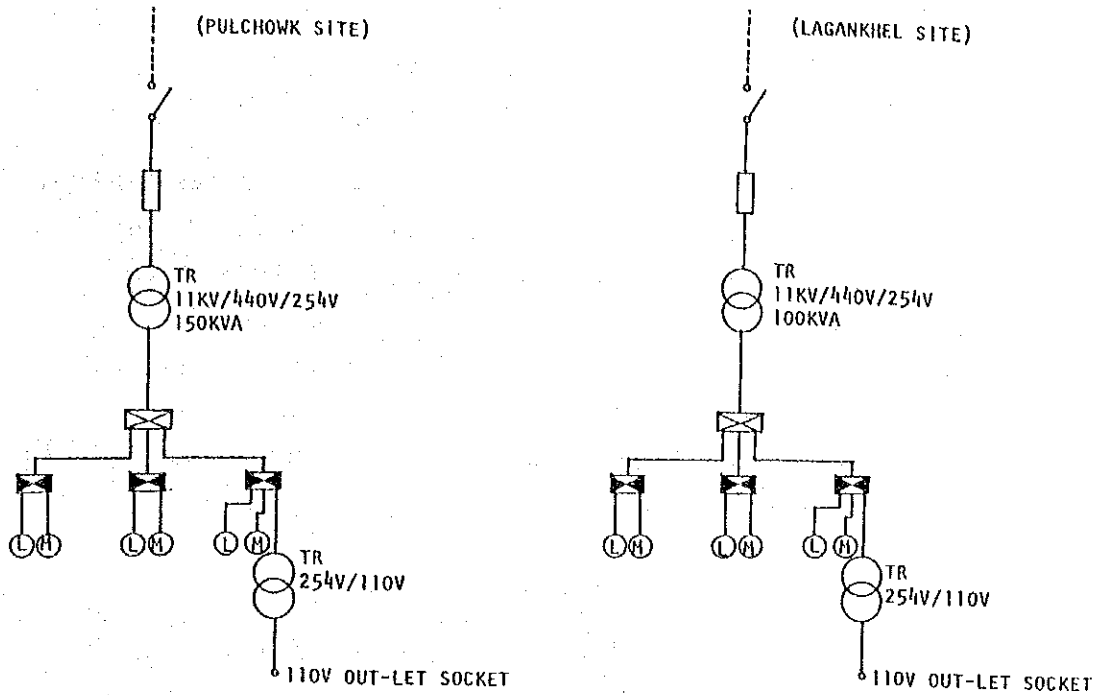 (PULCHOWK SITE)
TR
11KV/440V/254V
150KVA
L M L M L M
TR
254V/110V
110V OUT-LET SOCKET
(LAGANKHEL SITE)
TR
11KV/440V/254V
100KVA
L M L M L M
TR
254V/110V
110V OUT-LET SOCKET